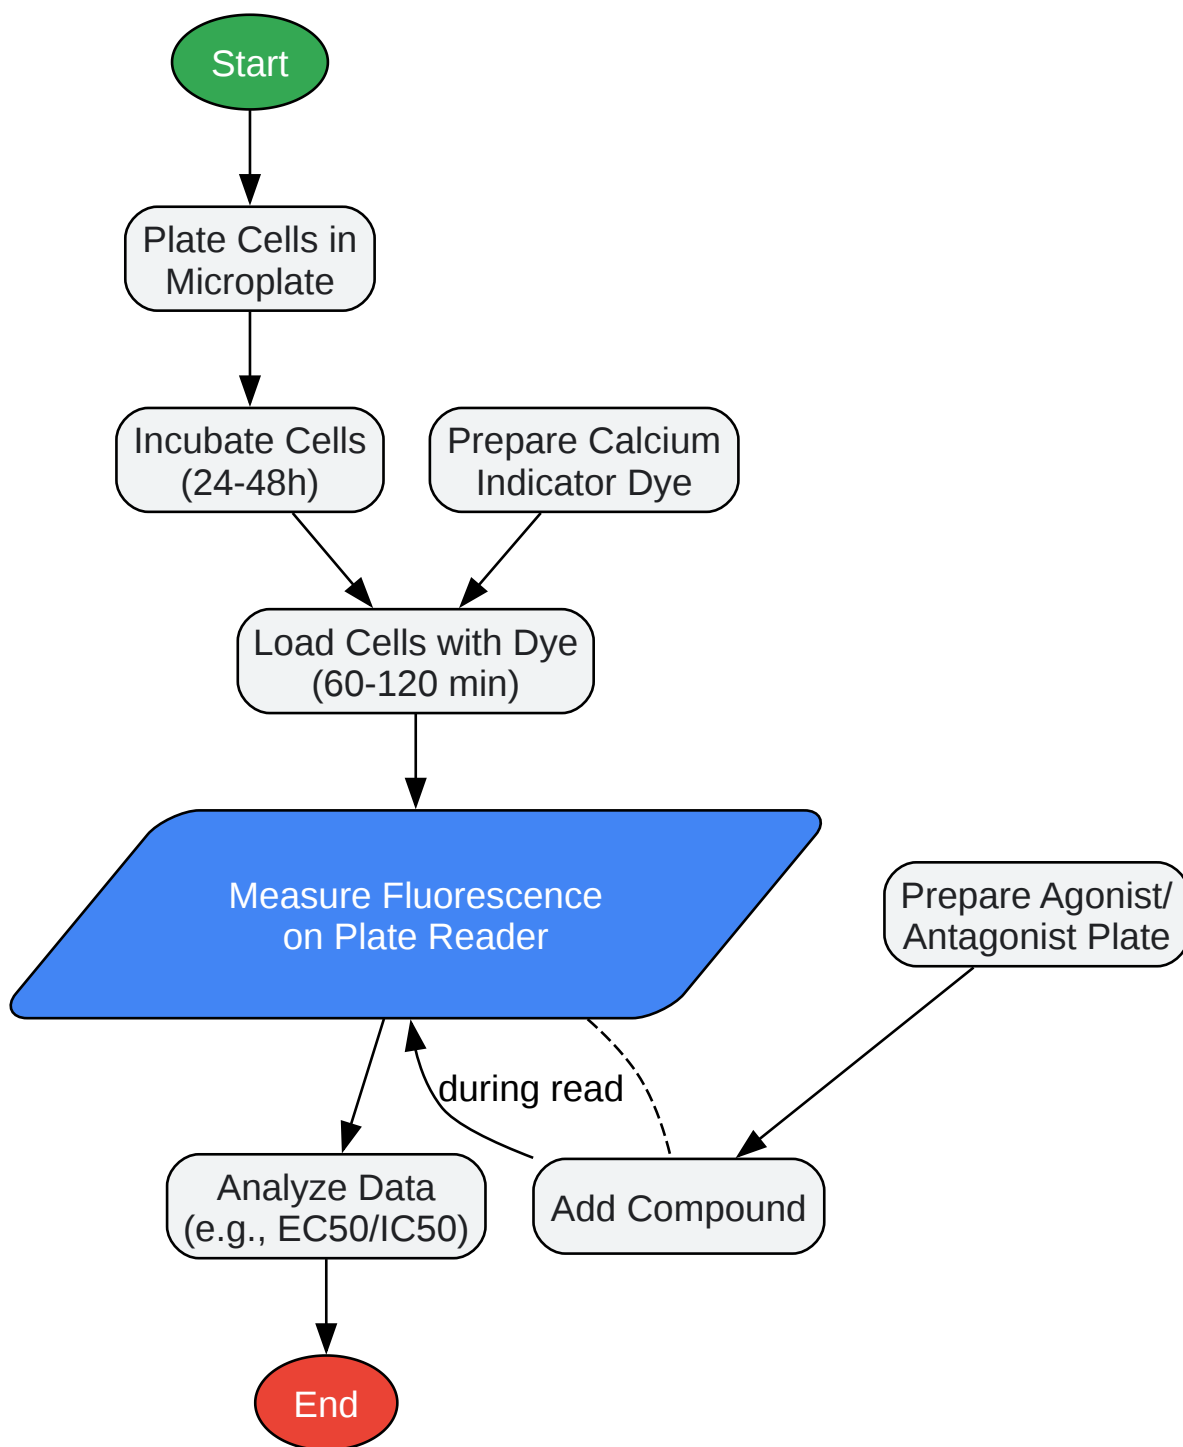 Start
Plate Cells in
Microplate
Incubate Cells
(24-48h)
Prepare Calcium
Indicator Dye
Load Cells with Dye
(60-120 min)
Measure Fluorescence
on Plate Reader
Prepare Agonist/
Antagonist Plate
during read
Analyze Data
(e.g., EC50/IC50)
Add Compound
End